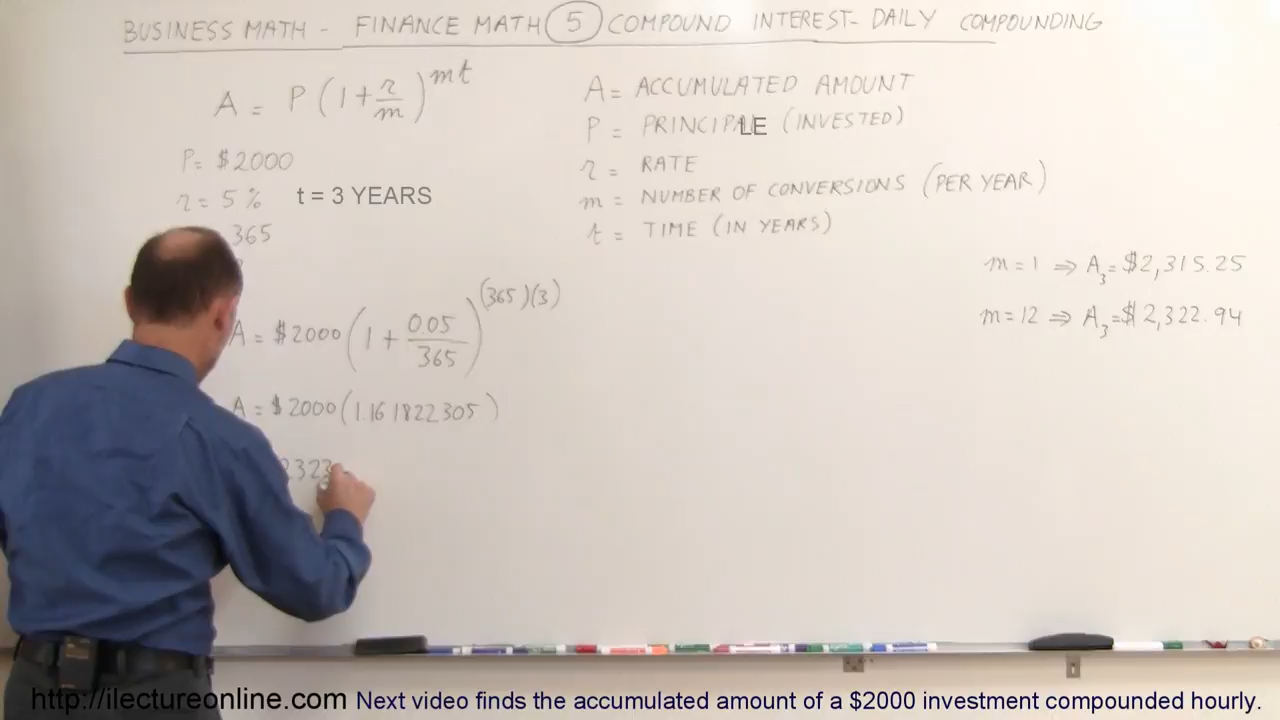 BUSINESS MATH - FINANCE MATH 5 COMPOUND INTEREST - DAILY COMPOUNDING
A = P (1 + r/m)^mt
P = $2000
r = 5 % t = 3 YEARS
365
A = $2000 (1 + 0.05/365)^(365)(3)
A = $2000 (1.161822305)
2323
A = ACCUMULATED AMOUNT
P = PRINCIPLE (INVESTED)
r = RATE
m = NUMBER OF CONVERSIONS (PER YEAR)
t = TIME (IN YEARS)
m = 1 ⇒ A₃ = $2,315.25
m = 12 ⇒ A₃ = $2,322.94
http://ilectureonline.com Next video finds the accumulated amount of a $2000 investment compounded hourly.